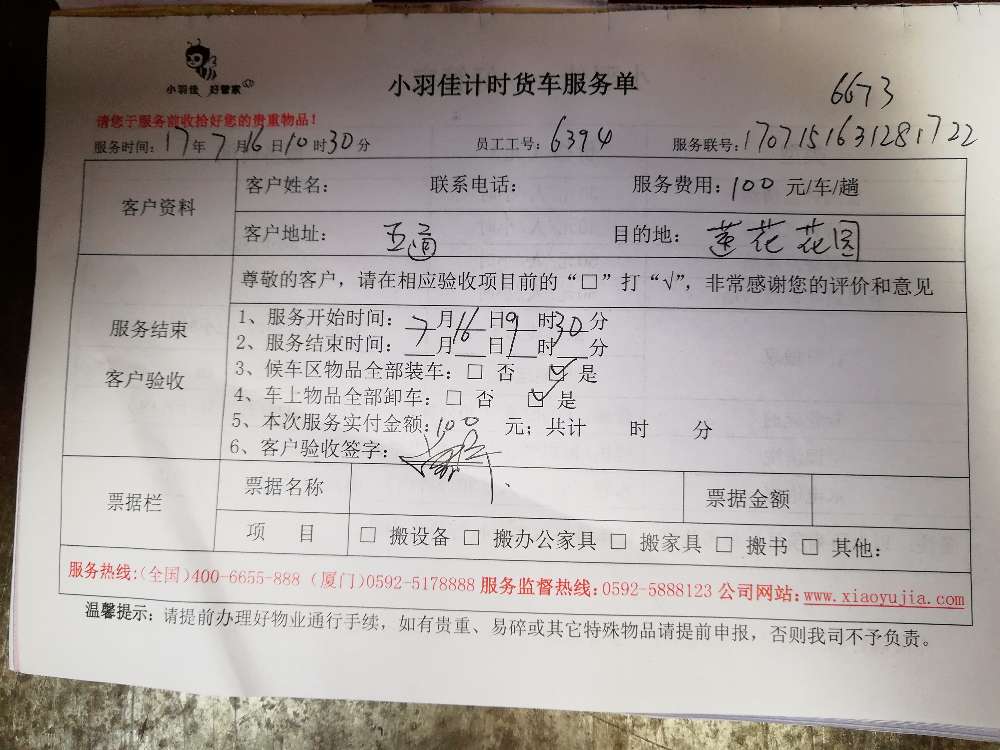 小羽佳 好管家
小羽佳计时货车服务单
6673
请您于服务前收拾好您的贵重物品！
服务时间：17年7月16日10时30分 员工工号：6394 服务联号：1707151631281722
客户资料
客户姓名： 联系电话： 服务费用：100 元/车/趟
客户地址： 五通 目的地： 莲花花园
服务结束
客户验收
尊敬的客户，请在相应验收项目前的“□”打“√”，非常感谢您的评价和意见
1、服务开始时间：7月16日9时30分
2、服务结束时间： 月 日 时 分
3、候车区物品全部装车：□ 否 ☑ 是
4、车上物品全部卸车：□ 否 ☑ 是
5、本次服务实付金额：100 元；共计 时 分
6、客户验收签字：
票据栏
票据名称 票据金额
项 目 □ 搬设备 □ 搬办公家具 □ 搬家具 □ 搬书 □ 其他：
服务热线:(全国)400-6655-888 (厦门)0592-5178888 服务监督热线:0592-5888123 公司网站:www.xiaoyujia.com
温馨提示：请提前办理好物业通行手续，如有贵重、易碎或其它特殊物品请提前申报，否则我司不予负责。